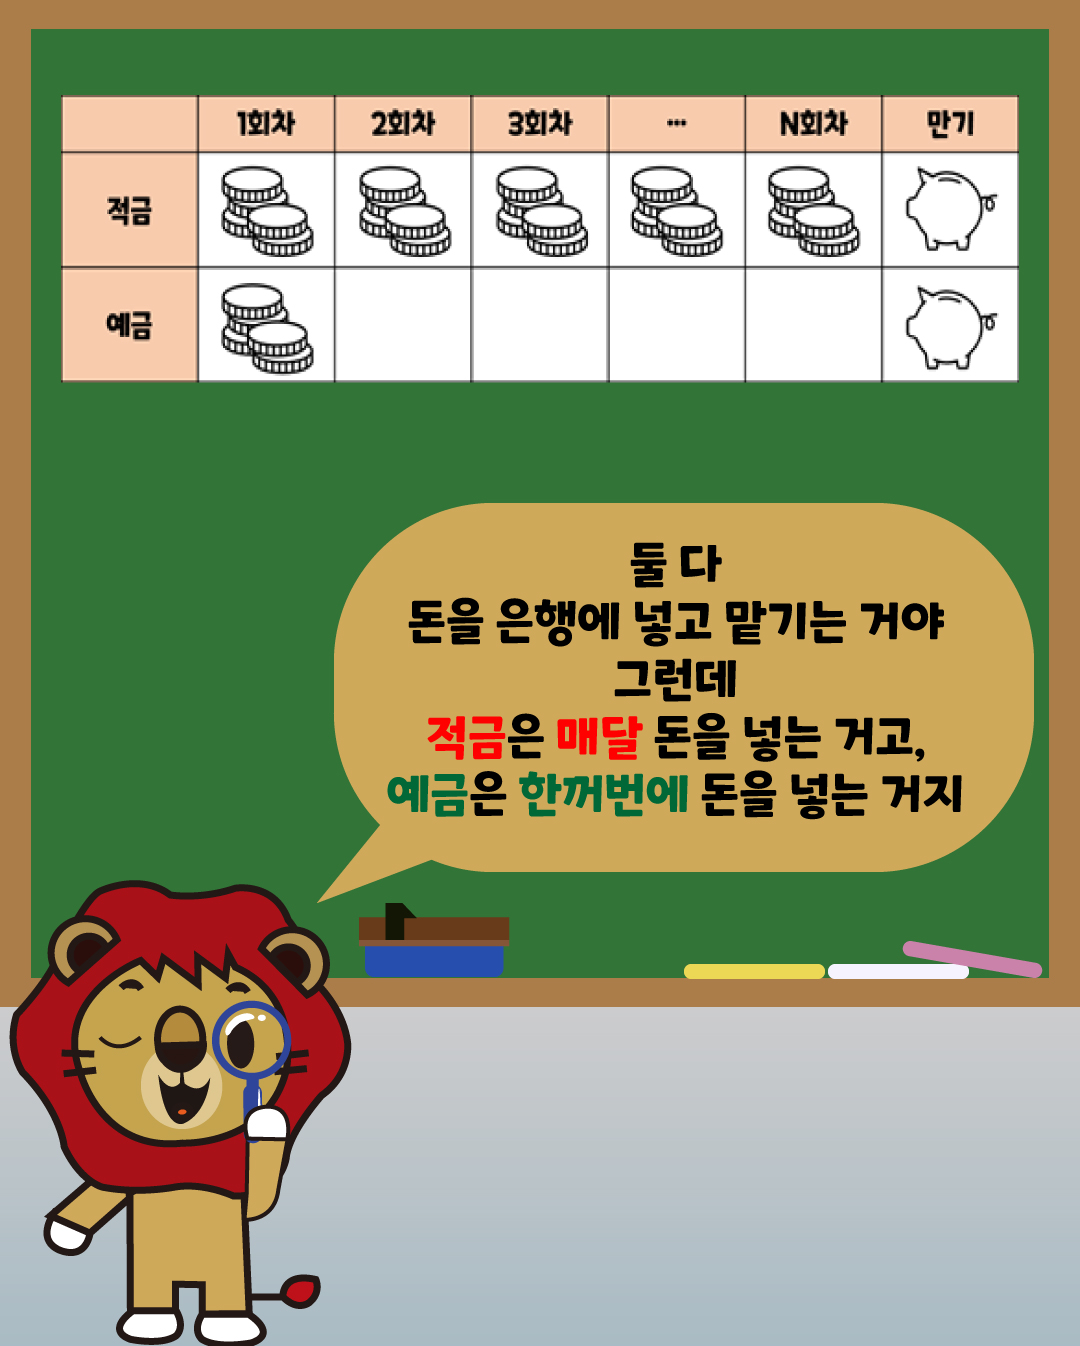 1회차 2회차 3회차 ... N회차 만기
적금
예금
둘 다
돈을 은행에 넣고 맡기는 거야
그런데
적금은 매달 돈을 넣는 거고,
예금은 한꺼번에 돈을 넣는 거지